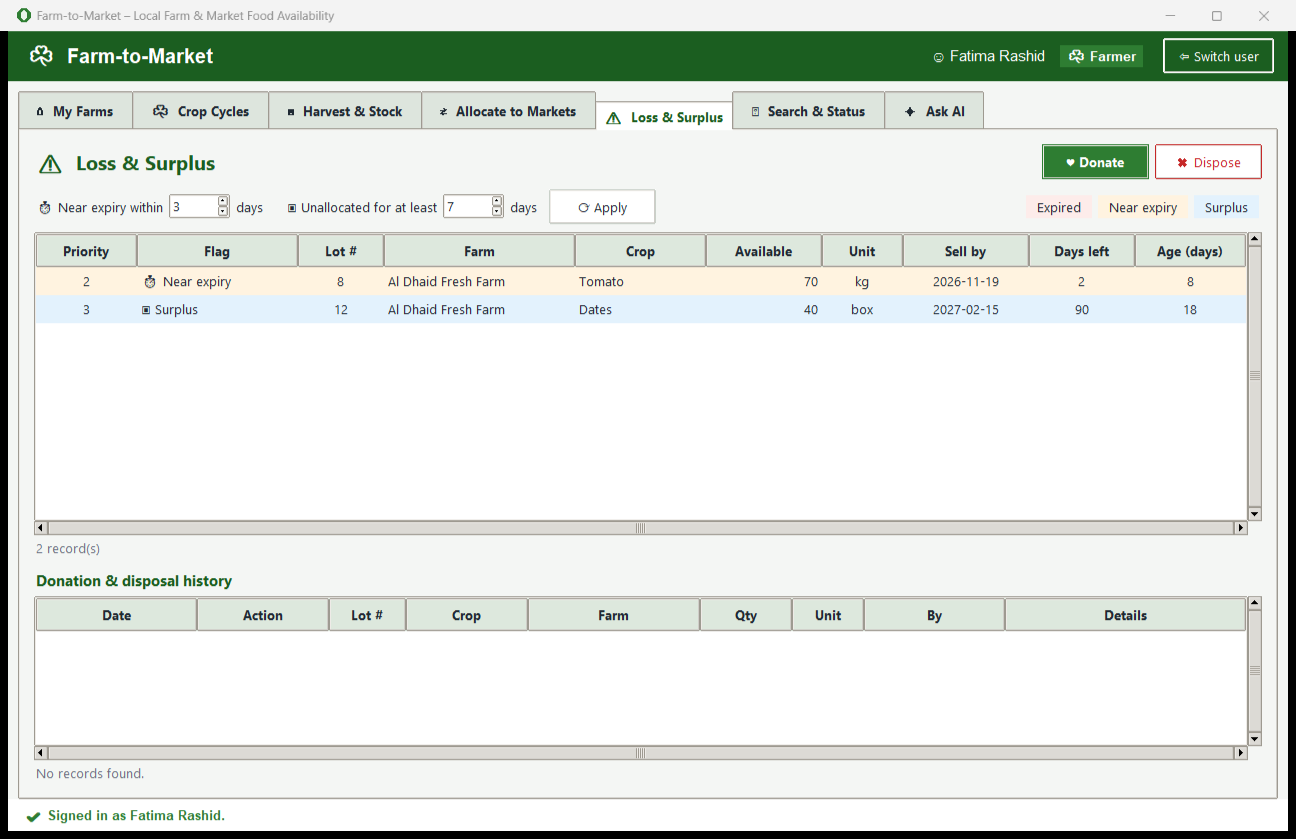 Farm-to-Market – Local Farm & Market Food Availability
Farm-to-Market
Fatima Rashid
Farmer
Switch user
My Farms
Crop Cycles
Harvest & Stock
Allocate to Markets
Loss & Surplus
Search & Status
Ask AI
Loss & Surplus
Donate
Dispose
Near expiry within 3 days
Unallocated for at least 7 days
Apply
Expired
Near expiry
Surplus
Priority Flag Lot # Farm Crop Available Unit Sell by Days left Age (days)
2 Near expiry 8 Al Dhaid Fresh Farm Tomato 70 kg 2026-11-19 2 8
3 Surplus 12 Al Dhaid Fresh Farm Dates 40 box 2027-02-15 90 18
2 record(s)
Donation & disposal history
Date Action Lot # Crop Farm Qty Unit By Details
No records found.
Signed in as Fatima Rashid.